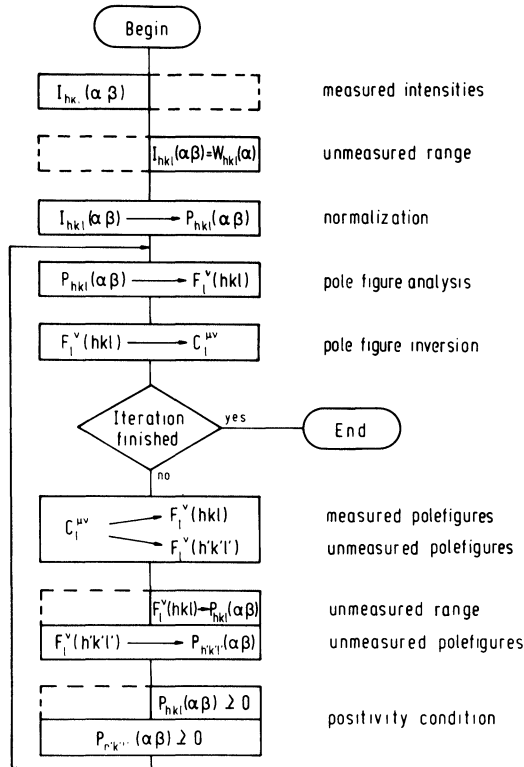 Begin
I_hk. (α β) measured intensities
I_hkl(αβ)=W_hkl(α) unmeasured range
I_hkl(αβ) → P_hkl(αβ) normalization
P_hkl(αβ) → F_l^ν(hkl) pole figure analysis
F_l^ν(hkl) → C_l^μν pole figure inversion
Iteration finished
yes
End
no
C_l^μν → F_l^ν(hkl) measured polefigures
→ F_l^ν(h'k'l') unmeasured polefigures
F_l^ν(hkl)→P_hkl(αβ) unmeasured range
F_l^ν(h'k'l') → P_h'k'l'(αβ) unmeasured polefigures
P_hkl(αβ) ≥ 0
positivity condition
(αβ) ≥ 0